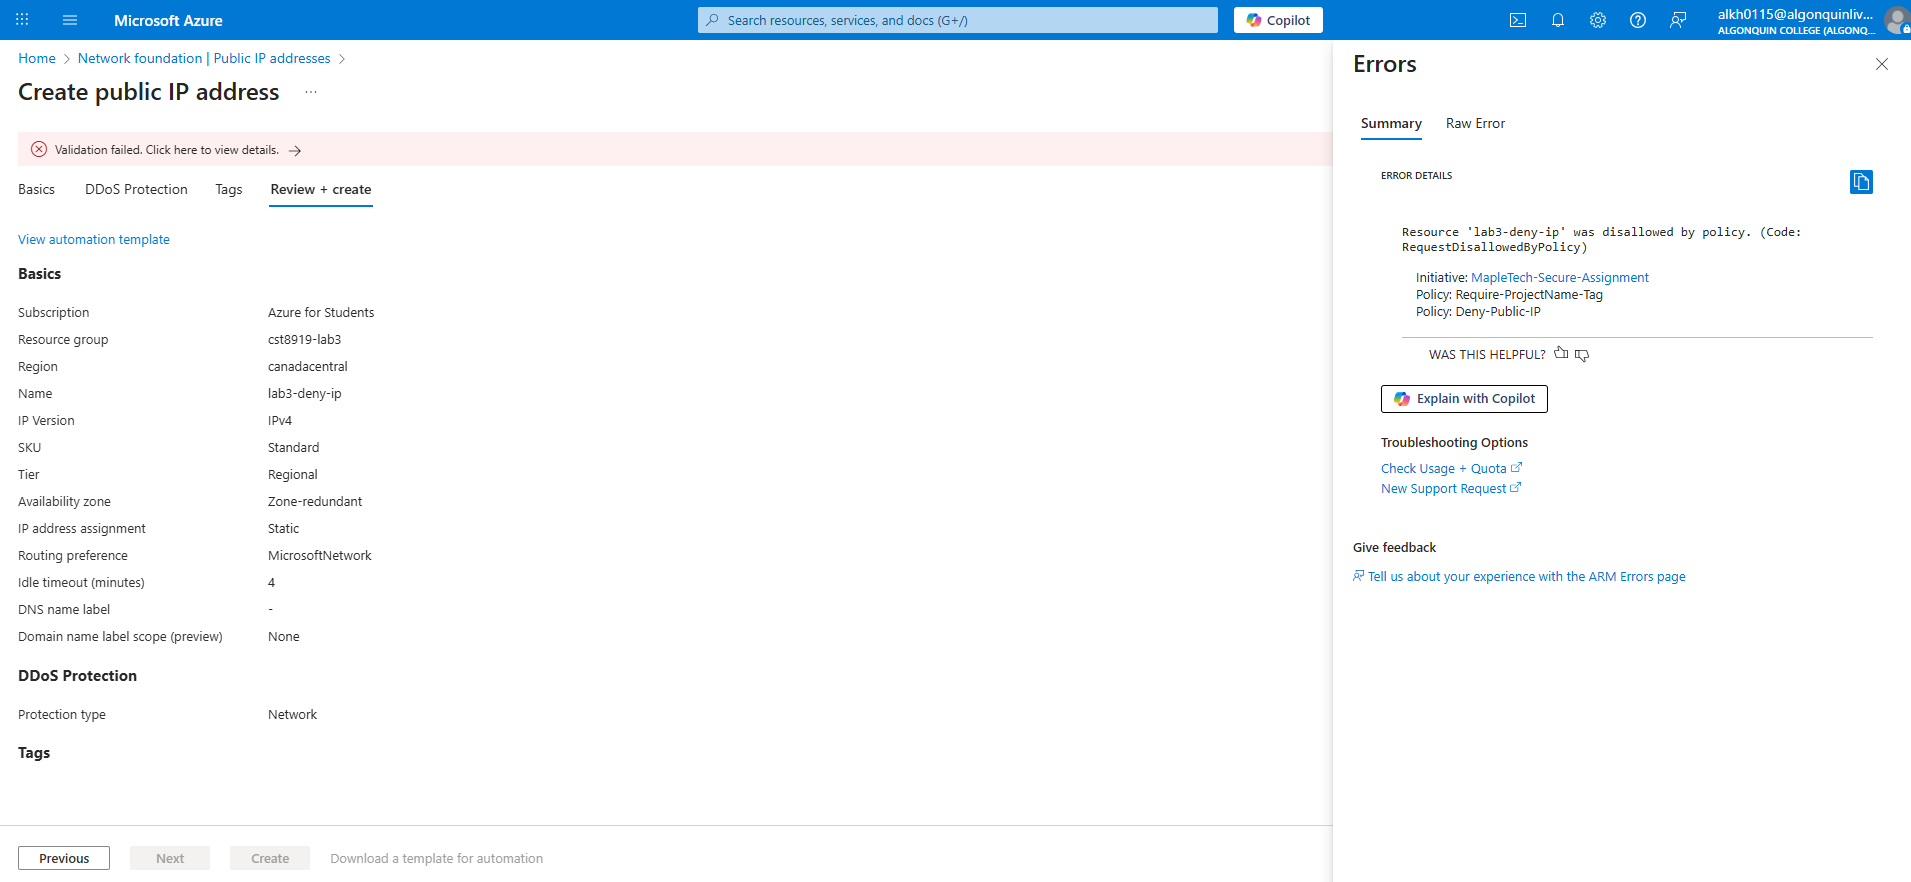 Microsoft Azure
Search resources, services, and docs (G+/)
Copilot
alkh0115@algonquinliv...
ALGONQUIN COLLEGE (ALGONQ...
Home > Network foundation | Public IP addresses >
Create public IP address ...
Validation failed. Click here to view details. →
Basics DDoS Protection Tags Review + create
View automation template
Basics
Subscription Azure for Students
Resource group cst8919-lab3
Region canadacentral
Name lab3-deny-ip
IP Version IPv4
SKU Standard
Tier Regional
Availability zone Zone-redundant
IP address assignment Static
Routing preference MicrosoftNetwork
Idle timeout (minutes) 4
DNS name label -
Domain name label scope (preview) None
DDoS Protection
Protection type Network
Tags
Previous Next Create Download a template for automation
Errors
Summary Raw Error
ERROR DETAILS
Resource 'lab3-deny-ip' was disallowed by policy. (Code:
RequestDisallowedByPolicy)
Initiative: MapleTech-Secure-Assignment
Policy: Require-ProjectName-Tag
Policy: Deny-Public-IP
WAS THIS HELPFUL?
Explain with Copilot
Troubleshooting Options
Check Usage + Quota
New Support Request
Give feedback
Tell us about your experience with the ARM Errors page